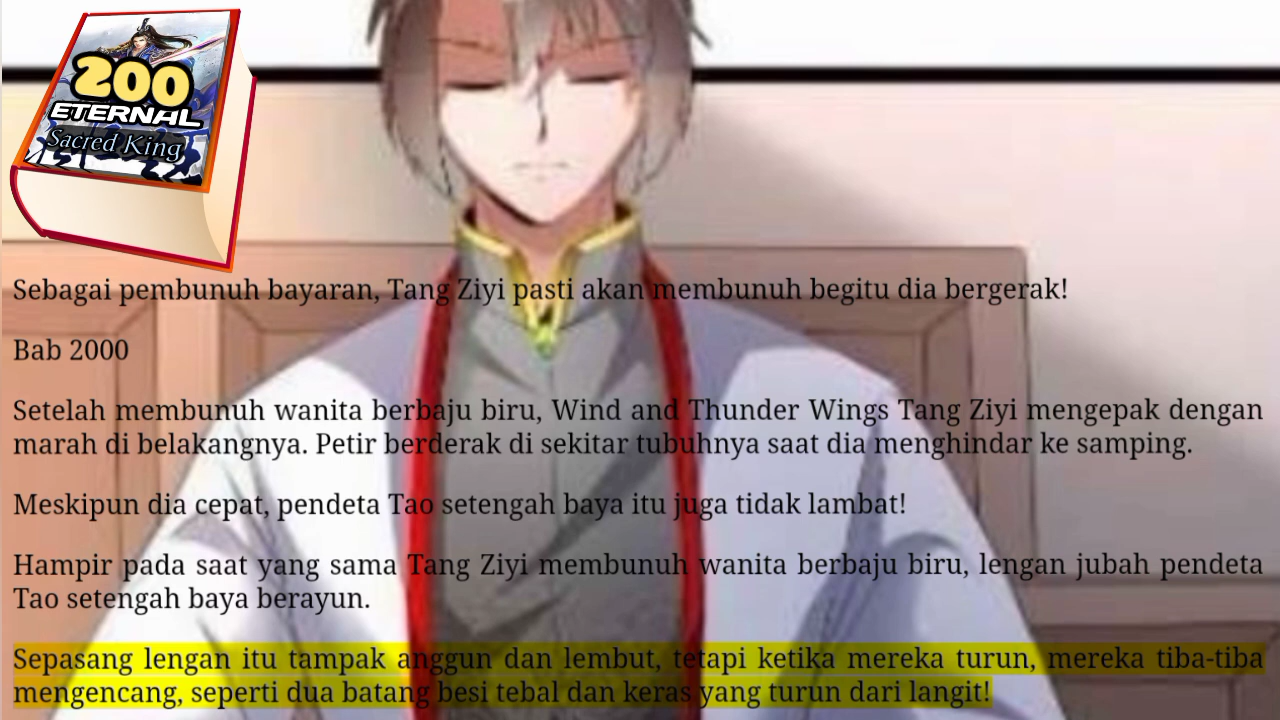 200
ETERNAL
Sacred King
Sebagai pembunuh bayaran, Tang Ziyi pasti akan membunuh begitu dia bergerak!
Bab 2000
Setelah membunuh wanita berbaju biru, Wind and Thunder Wings Tang Ziyi mengepak dengan
marah di belakangnya. Petir berderak di sekitar tubuhnya saat dia menghindar ke samping.
Meskipun dia cepat, pendeta Tao setengah baya itu juga tidak lambat!
Hampir pada saat yang sama Tang Ziyi membunuh wanita berbaju biru, lengan jubah pendeta
Tao setengah baya berayun.
Sepasang lengan itu tampak anggun dan lembut, tetapi ketika mereka turun, mereka tiba-tiba
mengencang, seperti dua batang besi tebal dan keras yang turun dari langit!